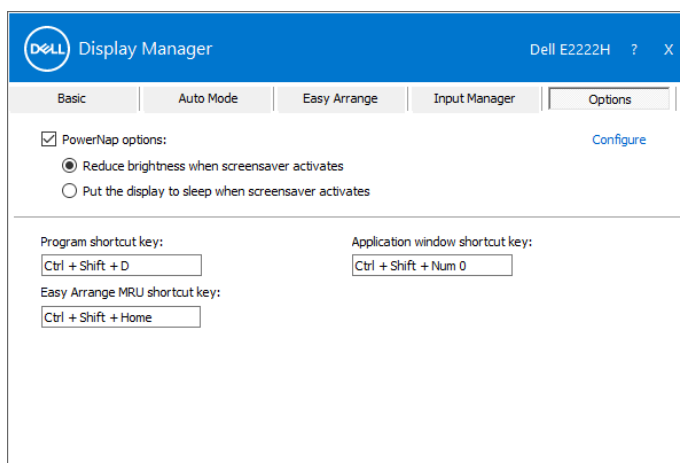 DELL Display Manager Dell E2222H ? X
Basic Auto Mode Easy Arrange Input Manager Options
PowerNap options: Configure
Reduce brightness when screensaver activates
Put the display to sleep when screensaver activates
Program shortcut key: Application window shortcut key:
Ctrl + Shift + D Ctrl + Shift + Num 0
Easy Arrange MRU shortcut key:
Ctrl + Shift + Home